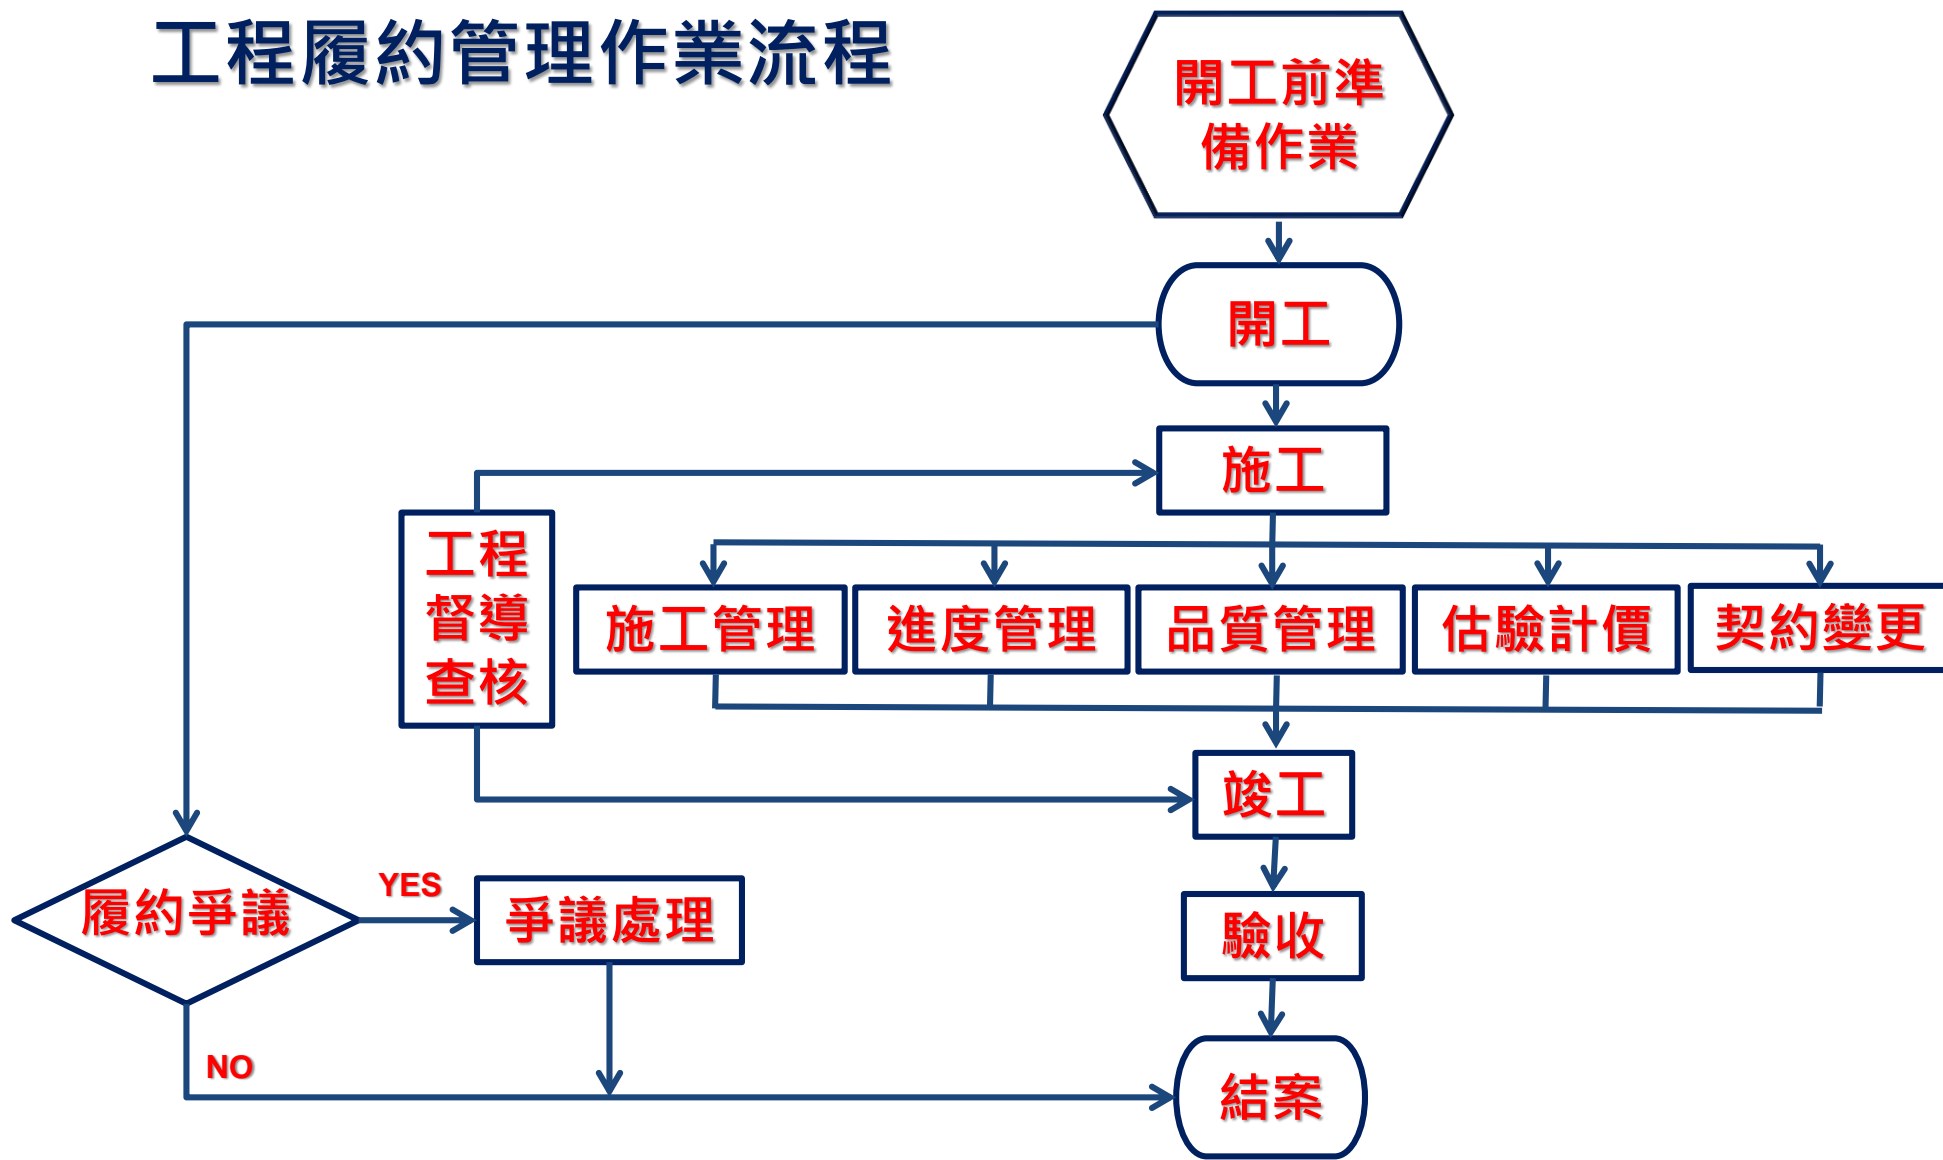 工程履約管理作業流程
開工前準
備作業
開工
施工
工程
督導
查核
施工管理
進度管理
品質管理
估驗計價
契約變更
竣工
履約爭議
YES
爭議處理
驗收
NO
結案